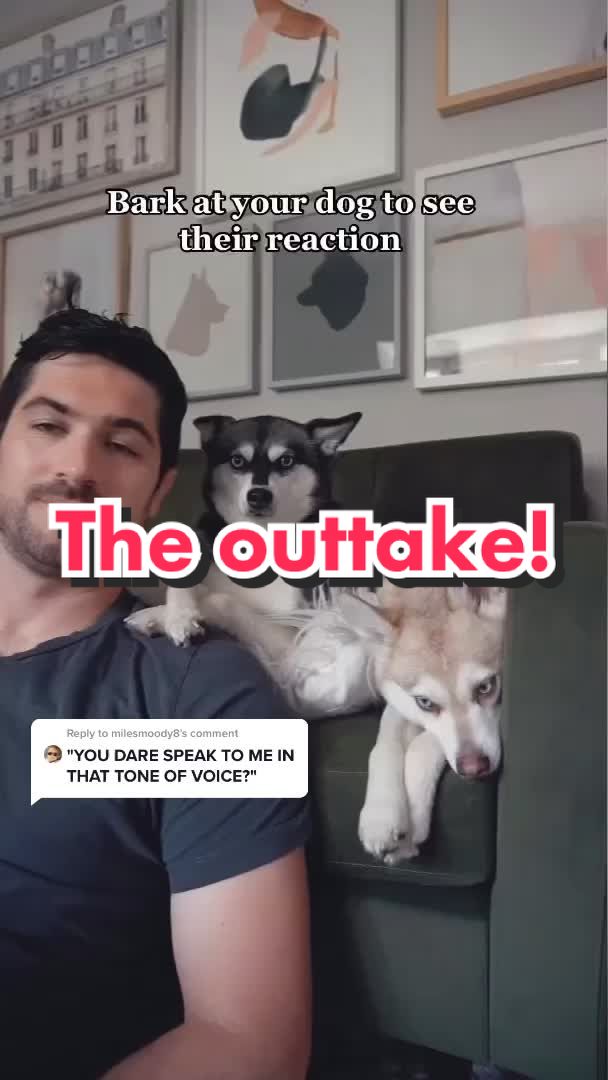 Bark at your dog to see
their reaction
The outtake!
Reply to milesmoody8's comment
"YOU DARE SPEAK TO ME IN
THAT TONE OF VOICE?"